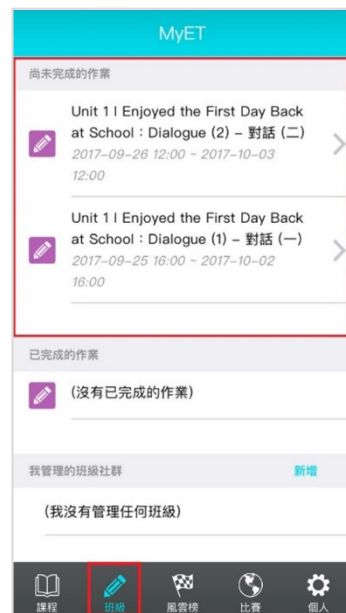 MyET
尚未完成的作業
Unit 1 I Enjoyed the First Day Back
at School：Dialogue (2) – 對話 (二)
2017-09-26 12:00 ~ 2017-10-03
12:00
Unit 1 I Enjoyed the First Day Back
at School：Dialogue (1) – 對話 (一)
2017-09-25 16:00 ~ 2017-10-02
16:00
已完成的作業
(沒有已完成的作業)
我管理的班級社群 新增
(我沒有管理任何班級)
課程 班級 風雲榜 比賽 個人